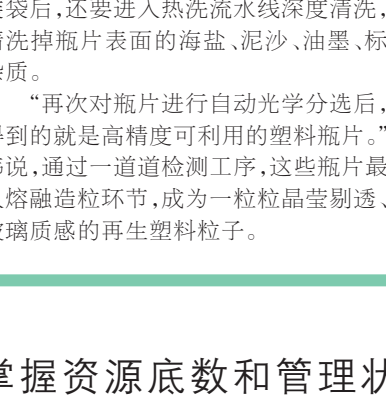 袋后,还要进入热洗流水线深度清洗,
洗掉瓶片表面的海盐、泥沙、油墨、标
质。
“再次对瓶片进行自动光学分选后,
得到的就是高精度可利用的塑料瓶片。”
说,通过一道道检测工序,这些瓶片最
熔融造粒环节,成为一粒粒晶莹剔透、
玻璃质感的再生塑料粒子。
掌握资源底数和管理状